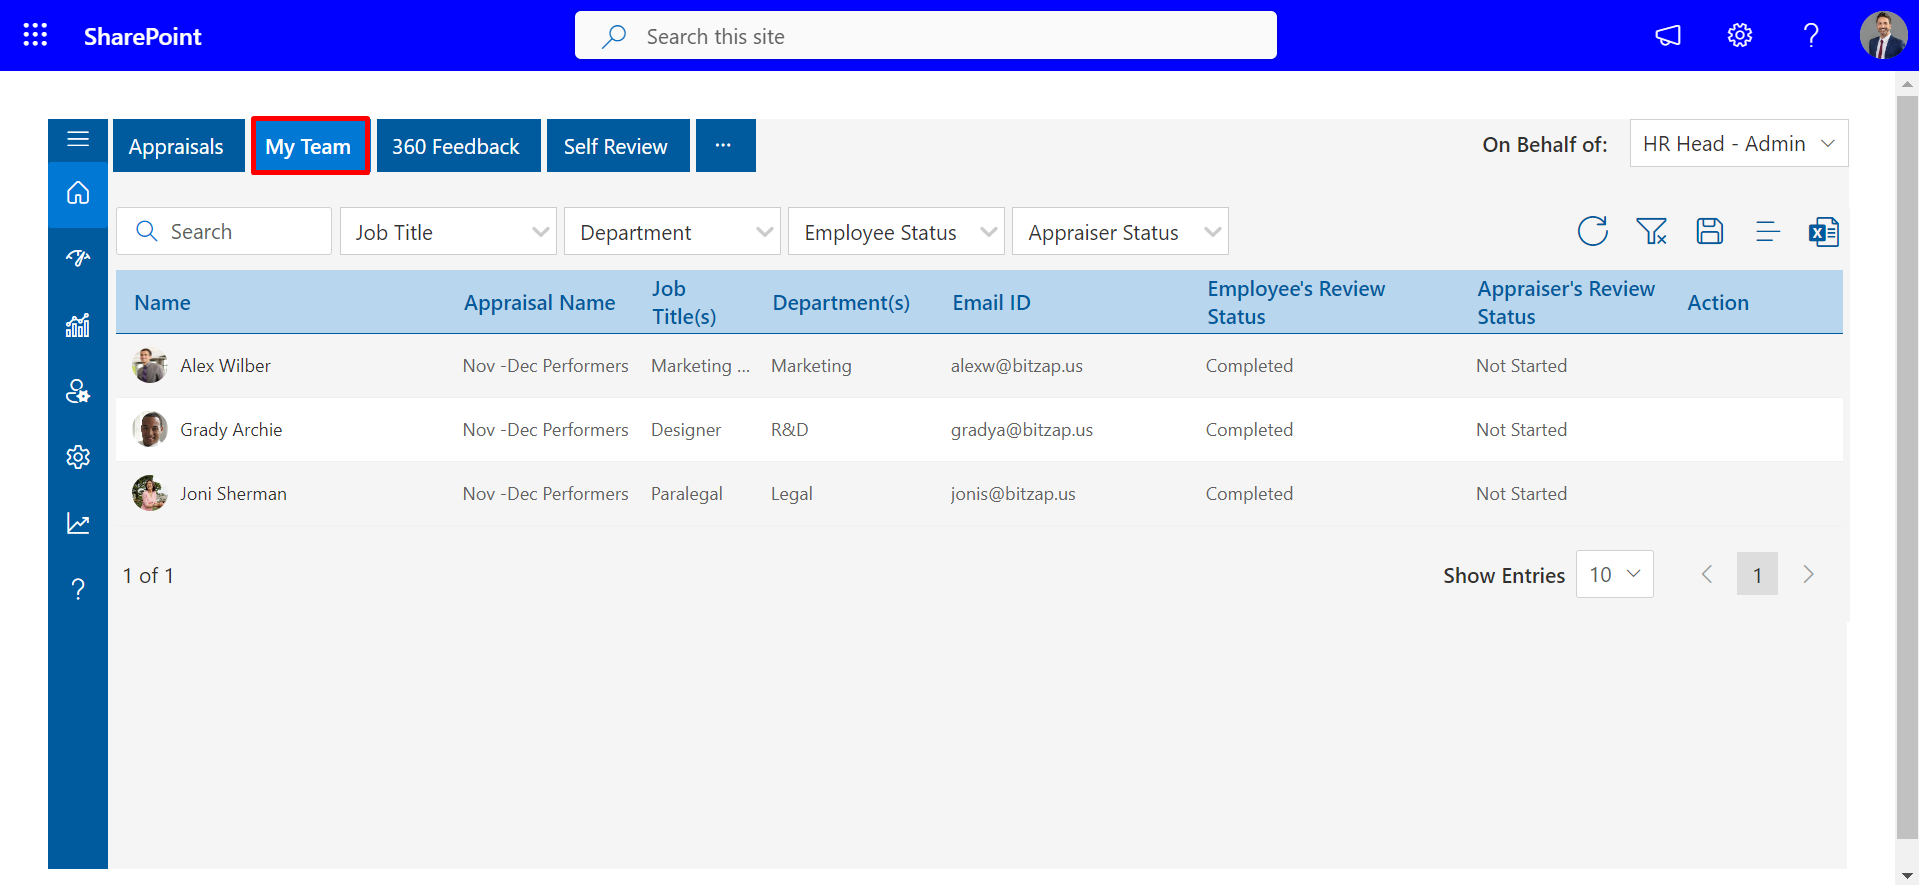 SharePoint
Search this site
?
Appraisals
My Team
360 Feedback
Self Review
...
On Behalf of:
HR Head - Admin
Search
Job Title
Department
Employee Status
Appraiser Status
Name
Appraisal Name
Job
Title(s)
Department(s)
Email ID
Employee's Review
Status
Appraiser's Review
Status
Action
Alex Wilber Nov -Dec Performers Marketing ... Marketing alexw@bitzap.us Completed Not Started
Grady Archie Nov -Dec Performers Designer R&D gradya@bitzap.us Completed Not Started
Joni Sherman Nov -Dec Performers Paralegal Legal jonis@bitzap.us Completed Not Started
1 of 1
Show Entries 10
1
?